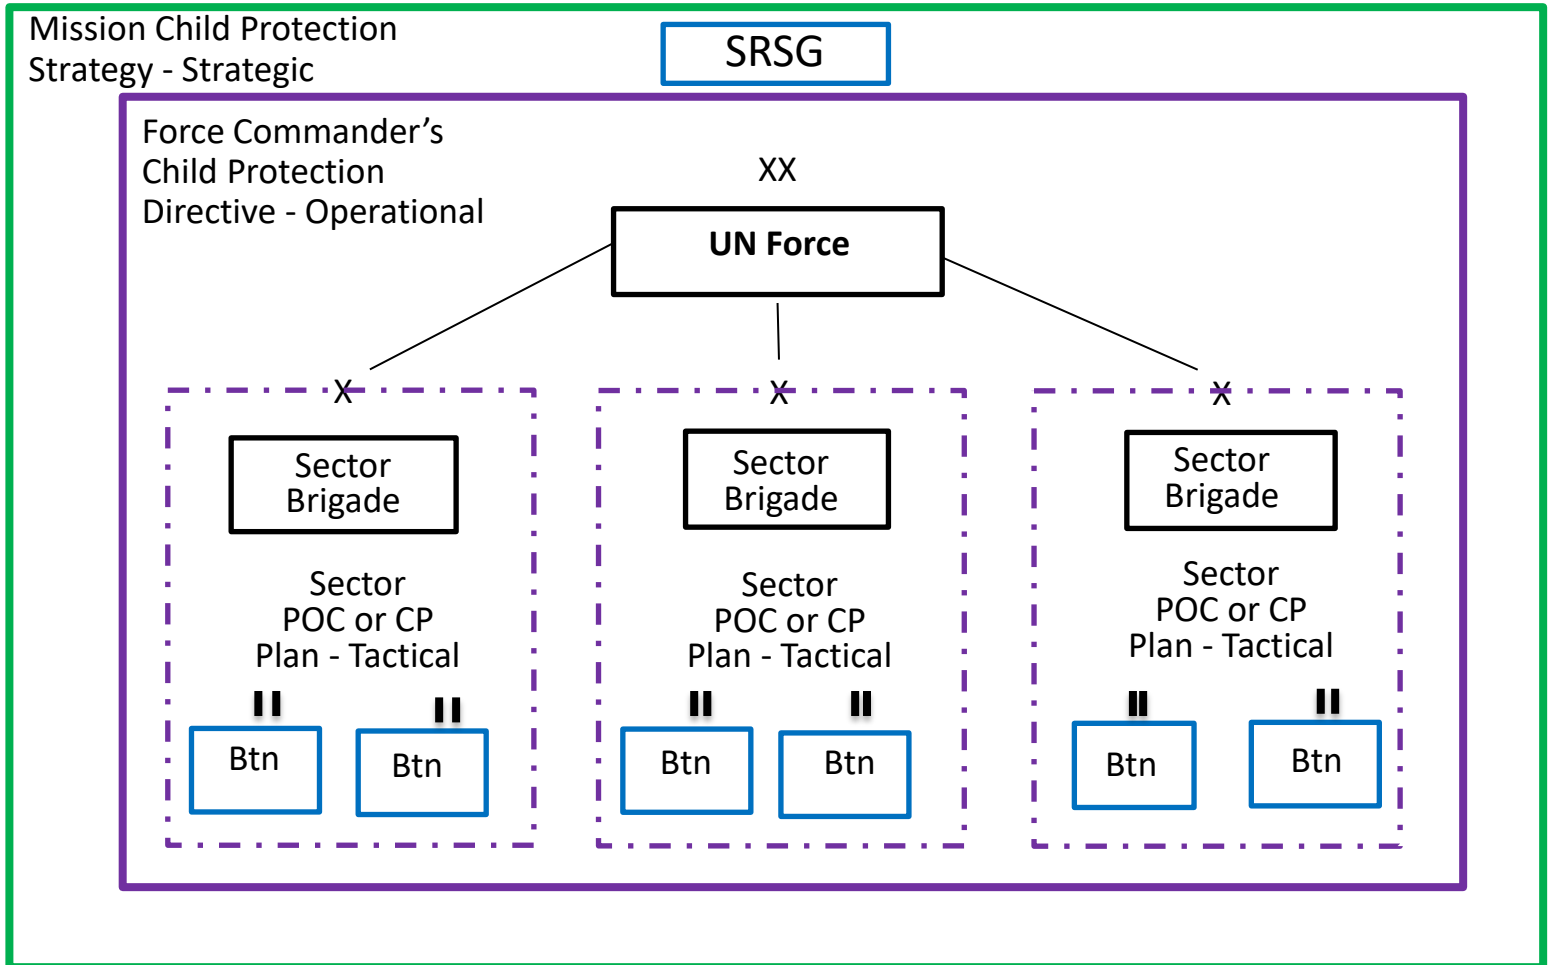 Mission Child Protection
Strategy - Strategic
SRSG
Force Commander's
Child Protection
Directive - Operational
XX
UN Force
X
X
X
Sector
Brigade
Sector
Brigade
Sector
Brigade
Sector
POC or CP
Plan - Tactical
Sector
POC or CP
Plan - Tactical
Sector
POC or CP
Plan - Tactical
II
II
II
II
II
II
Btn
Btn
Btn
Btn
Btn
Btn